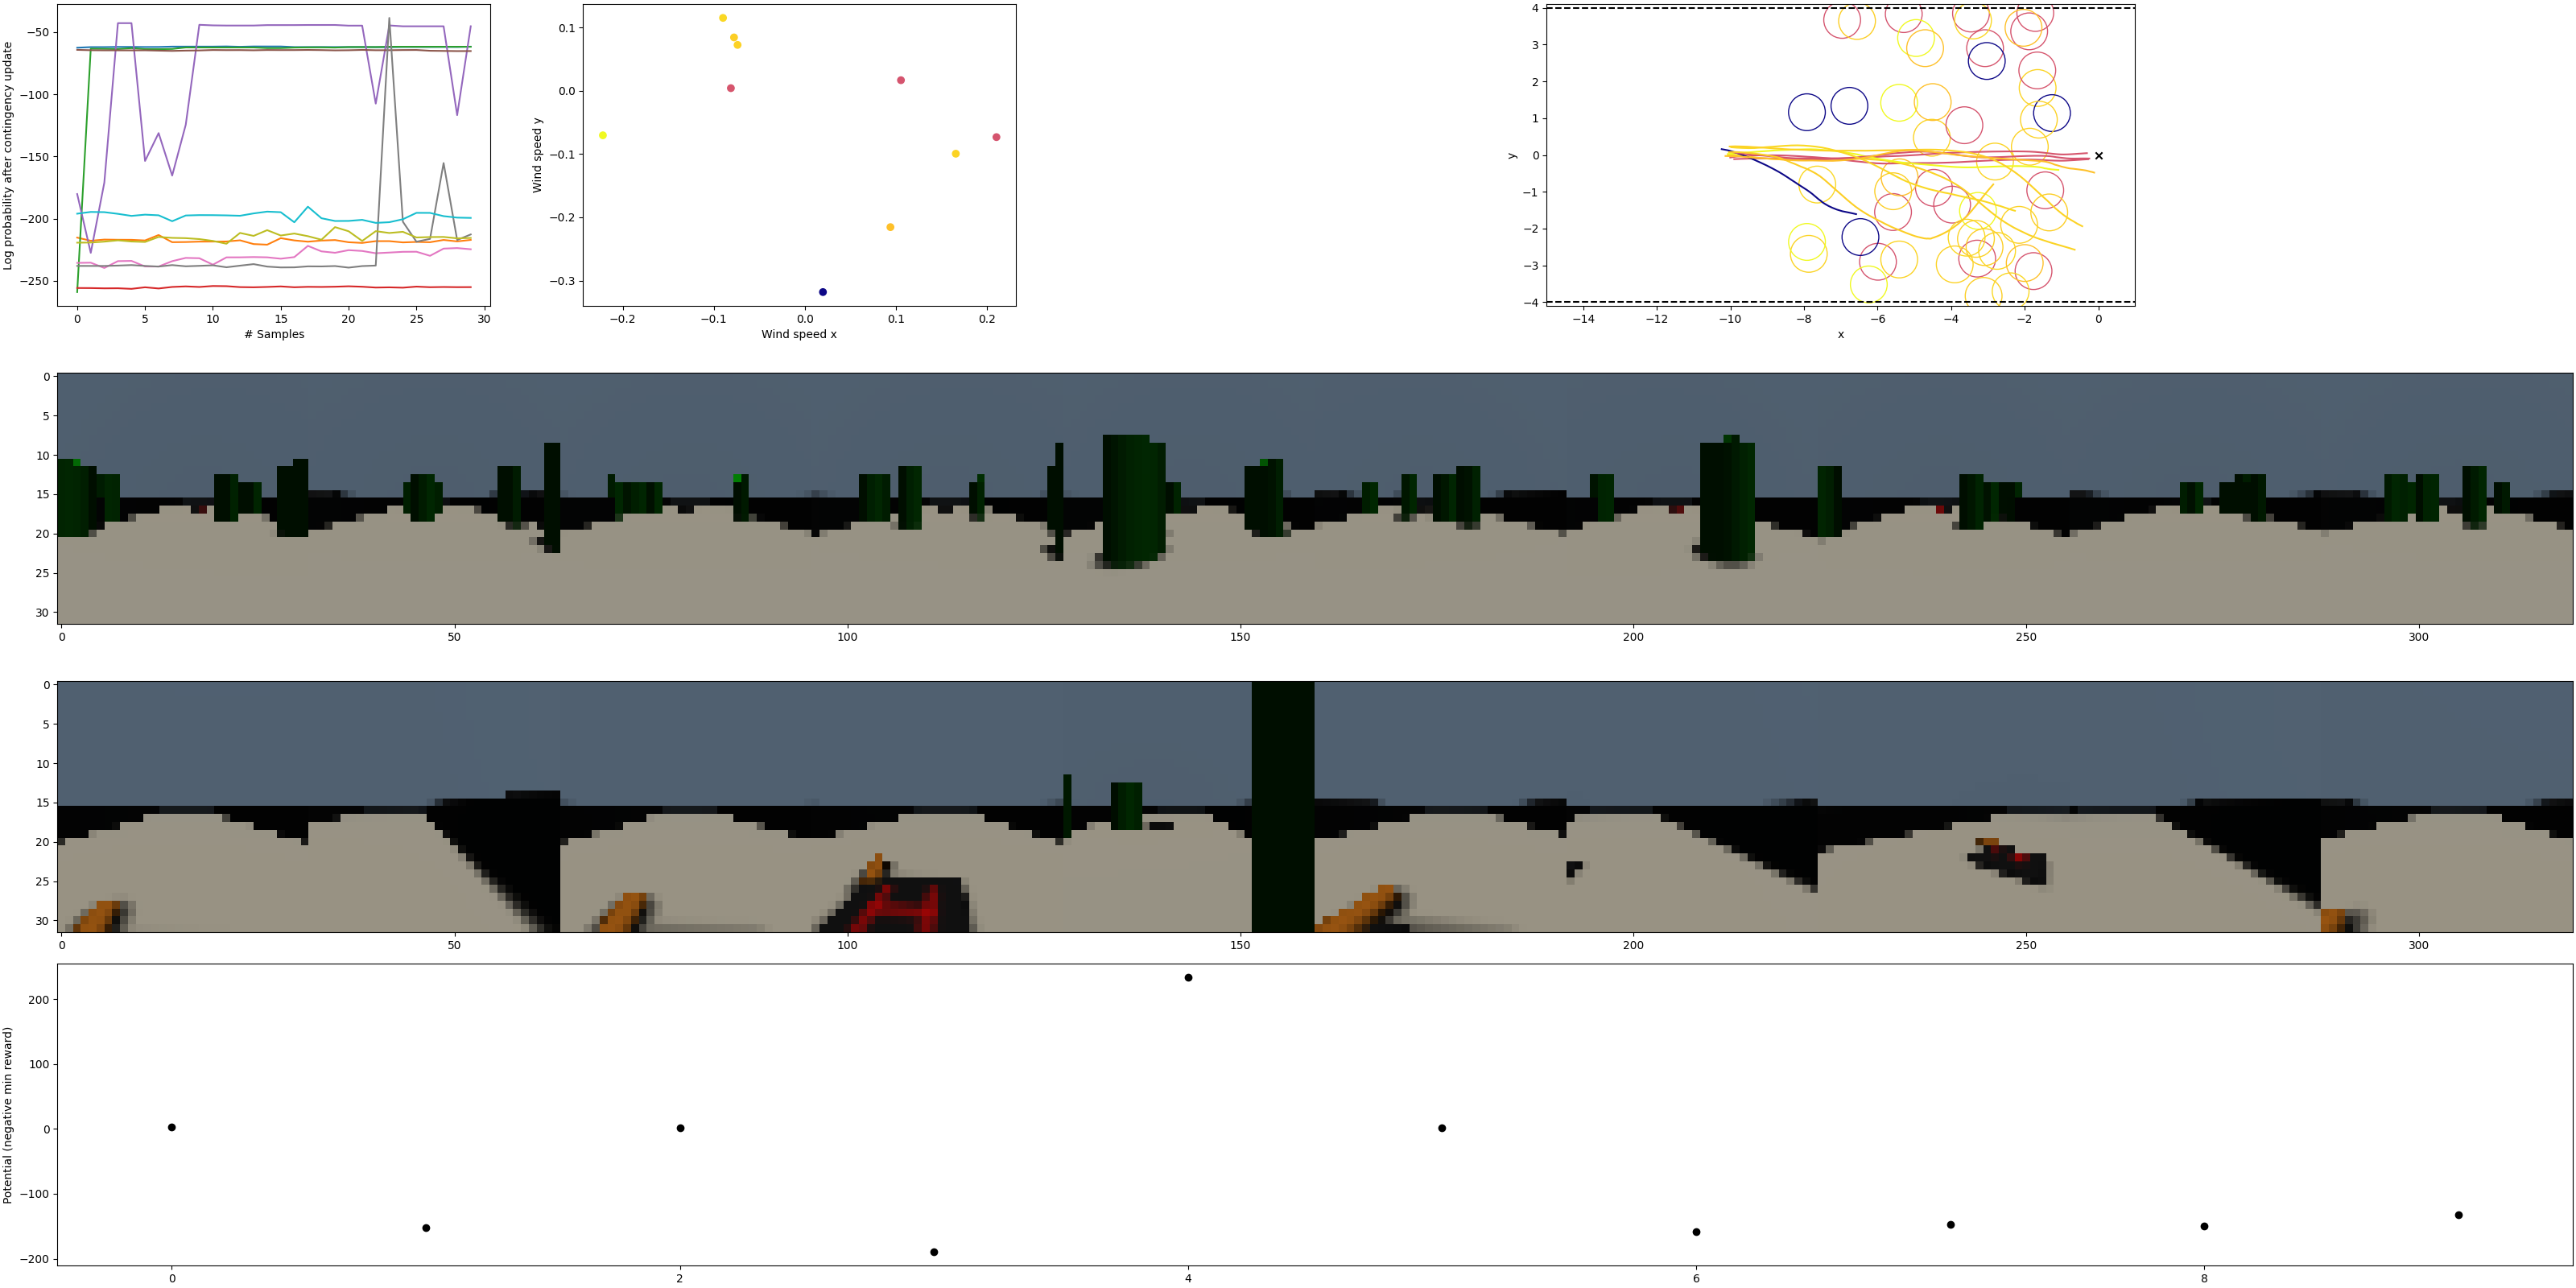 −50
−100
−150
−200
−250
0 5 10 15 20 25 30
# Samples
Log probability after contingency update
0.1
0.0
−0.1
−0.2
−0.3
−0.2 −0.1 0.0 0.1 0.2
Wind speed x
Wind speed y
4
3
2
1
0
−1
−2
−3
−4
−14 −12 −10 −8 −6 −4 −2 0
x
y
0
5
10
15
20
25
30
0 50 100 150 200 250 300
0
5
10
15
20
25
30
0 50 100 150 200 250 300
200
100
0
−100
−200
0 2 4 6 8
Potential (negative min reward)